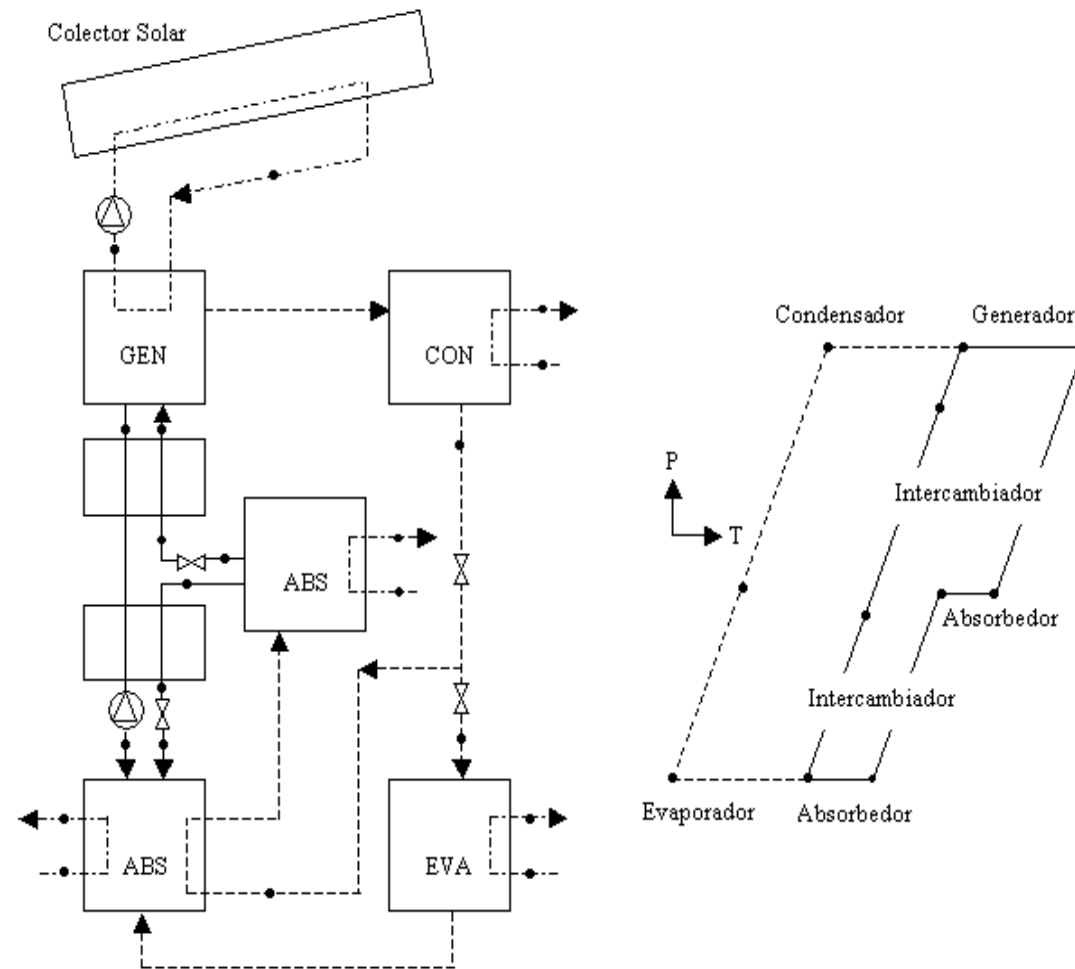 Colector Solar
GEN
CON
ABS
ABS
EVA
Condensador
Generador
P
T
Intercambiador
Absorbedor
Intercambiador
Evaporador
Absorbedor